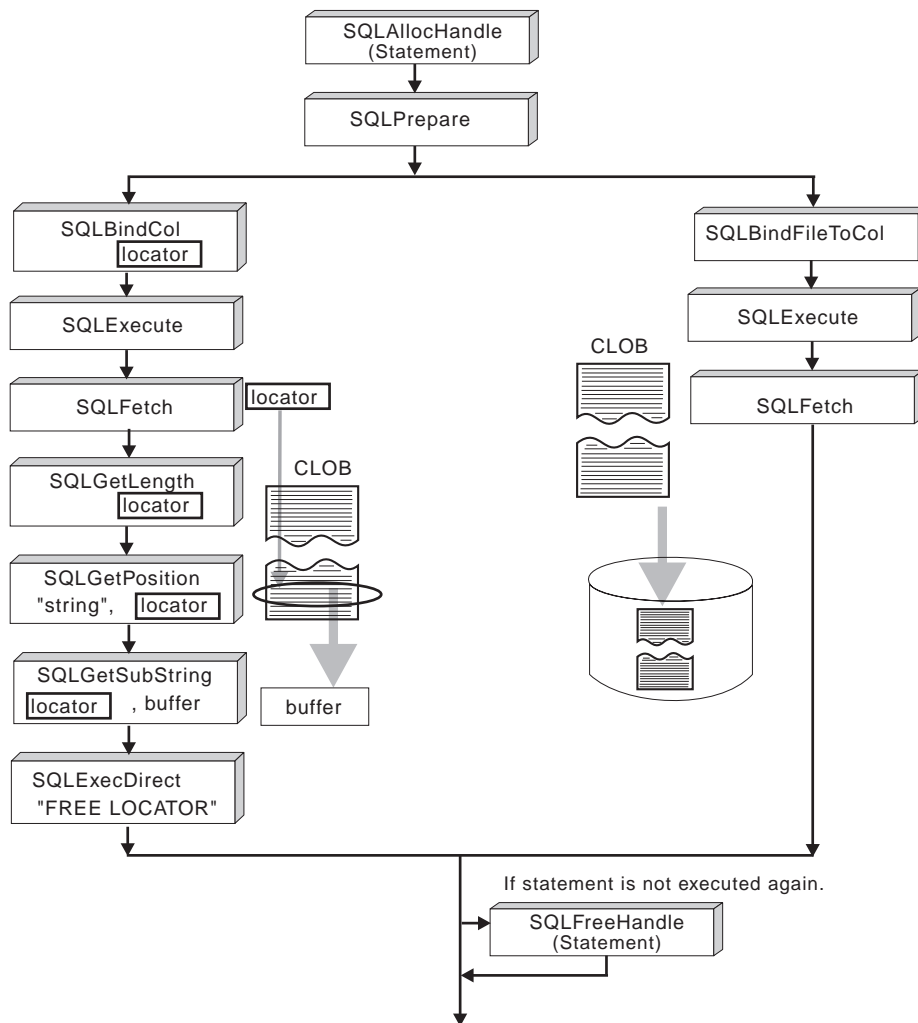 SQLAllocHandle
(Statement)
SQLPrepare
SQLBindCol
locator
SQLExecute
SQLFetch
locator
SQLGetLength
locator
SQLGetPosition
"string", locator
SQLGetSubString
locator , buffer
SQLExecDirect
"FREE LOCATOR"
CLOB
buffer
CLOB
SQLBindFileToCol
SQLExecute
SQLFetch
If statement is not executed again.
SQLFreeHandle
(Statement)